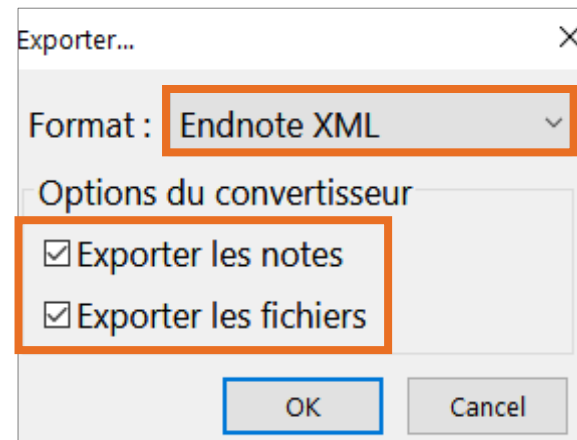 Exporter...
Format : Endnote XML
Options du convertisseur
Exporter les notes
Exporter les fichiers
OK Cancel